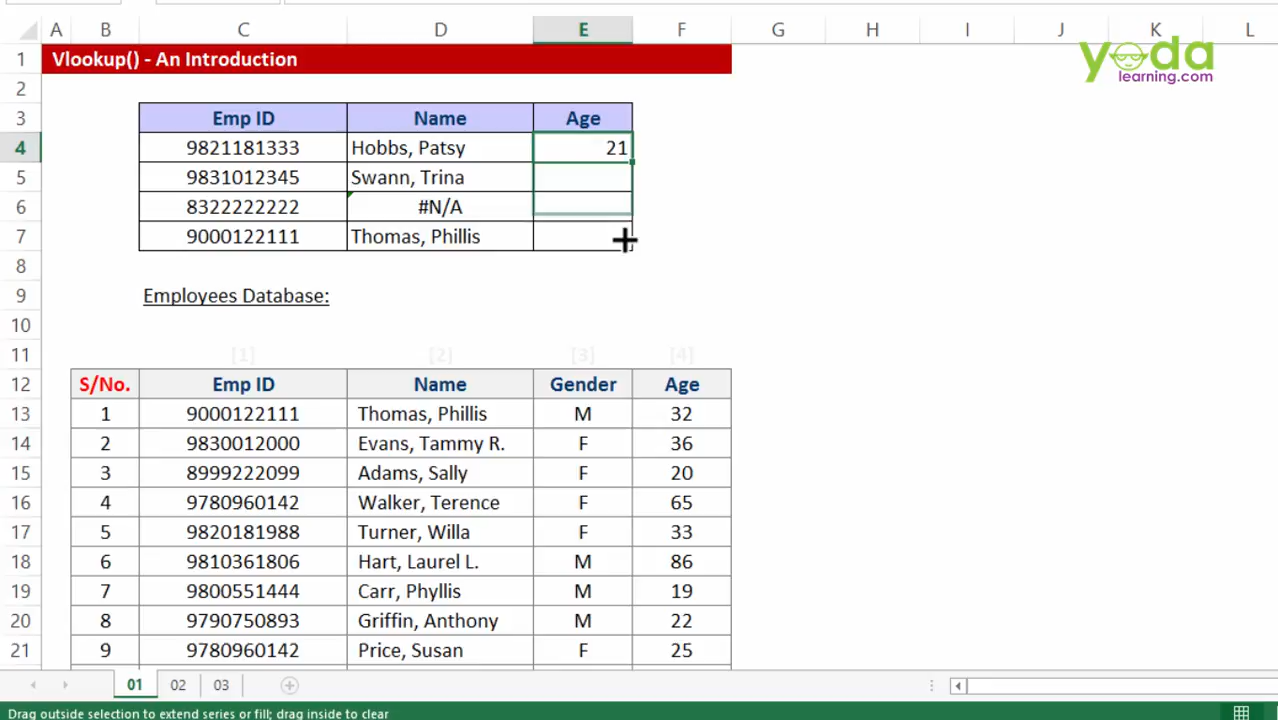 A B C D E F G H I J K L
1 Vlookup() - An Introduction
yoda
learning.com
2
3 Emp ID Name Age
4 9821181333 Hobbs, Patsy 21
5 9831012345 Swann, Trina
6 8322222222 #N/A
7 9000122111 Thomas, Phillis
8
9 Employees Database:
10
11 [1] [2] [3] [4]
12 S/No. Emp ID Name Gender Age
13 1 9000122111 Thomas, Phillis M 32
14 2 9830012000 Evans, Tammy R. F 36
15 3 8999222099 Adams, Sally F 20
16 4 9780960142 Walker, Terence F 65
17 5 9820181988 Turner, Willa F 33
18 6 9810361806 Hart, Laurel L. M 86
19 7 9800551444 Carr, Phyllis M 19
20 8 9790750893 Griffin, Anthony M 22
21 9 9780960142 Price, Susan F 25
01 02 03
Drag outside selection to extend series or fill; drag inside to clear